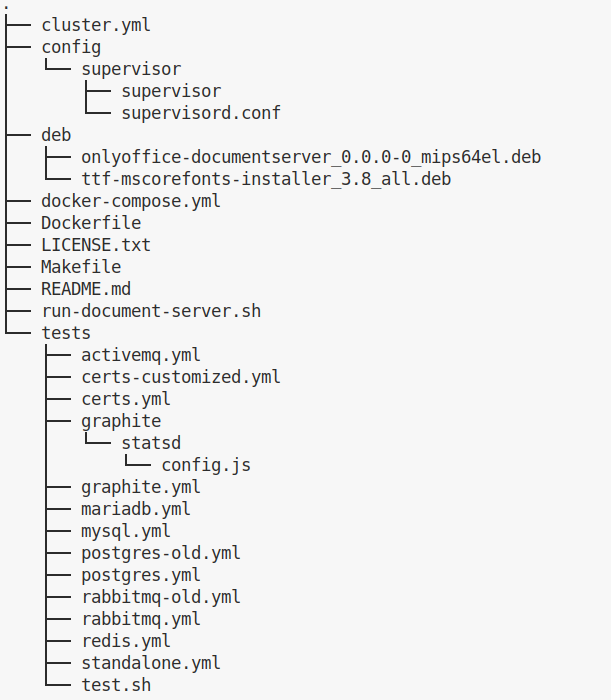 .
├── cluster.yml
├── config
│   └── supervisor
│       ├── supervisor
│       └── supervisord.conf
├── deb
│   ├── onlyoffice-documentserver_0.0.0-0_mips64el.deb
│   └── ttf-mscorefonts-installer_3.8_all.deb
├── docker-compose.yml
├── Dockerfile
├── LICENSE.txt
├── Makefile
├── README.md
├── run-document-server.sh
└── tests
    ├── activemq.yml
    ├── certs-customized.yml
    ├── certs.yml
    ├── graphite
    │   └── statsd
    │       └── config.js
    ├── graphite.yml
    ├── mariadb.yml
    ├── mysql.yml
    ├── postgres-old.yml
    ├── postgres.yml
    ├── rabbitmq-old.yml
    ├── rabbitmq.yml
    ├── redis.yml
    ├── standalone.yml
    └── test.sh